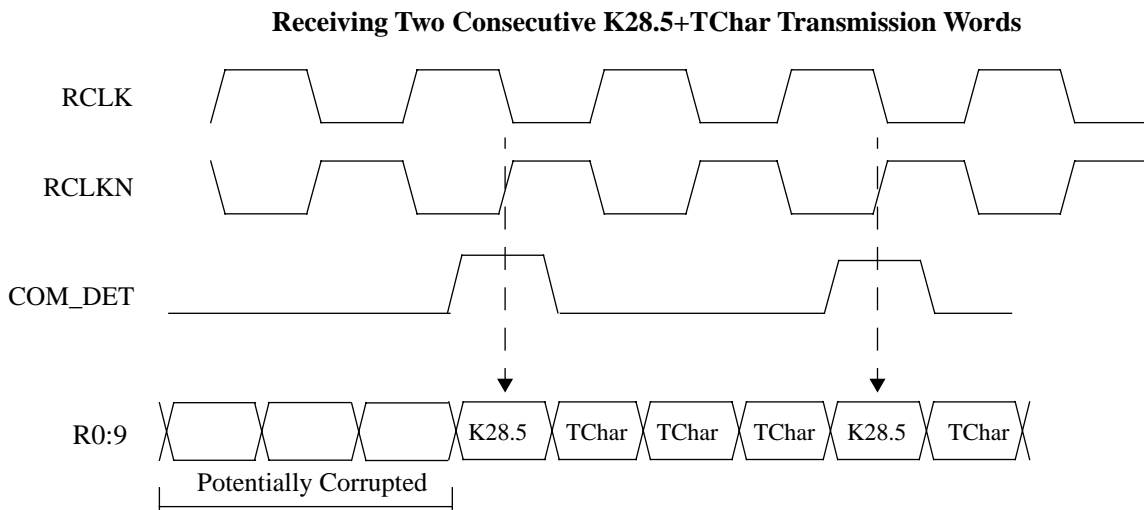 Receiving Two Consecutive K28.5+TChar Transmission Words
RCLK
RCLKN
COM_DET
R0:9
K28.5
TChar
TChar
TChar
K28.5
TChar
Potentially Corrupted